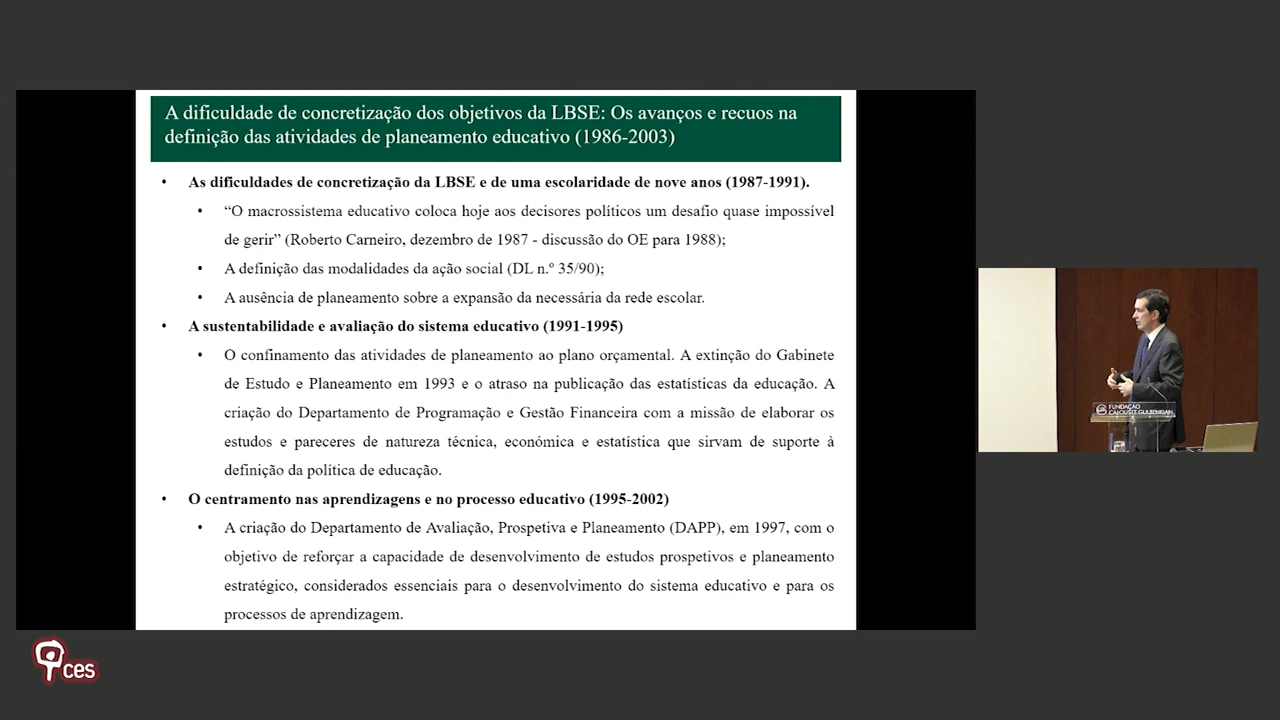 A dificuldade de concretização dos objetivos da LBSE: Os avanços e recuos na
definição das atividades de planeamento educativo (1986-2003)
• As dificuldades de concretização da LBSE e de uma escolaridade de nove anos (1987-1991).
• “O macrossistema educativo coloca hoje aos decisores políticos um desafio quase impossível
de gerir” (Roberto Carneiro, dezembro de 1987 - discussão do OE para 1988);
• A definição das modalidades da ação social (DL n.º 35/90);
• A ausência de planeamento sobre a expansão da necessária da rede escolar.
• A sustentabilidade e avaliação do sistema educativo (1991-1995)
• O confinamento das atividades de planeamento ao plano orçamental. A extinção do Gabinete
de Estudo e Planeamento em 1993 e o atraso na publicação das estatísticas da educação. A
criação do Departamento de Programação e Gestão Financeira com a missão de elaborar os
estudos e pareceres de natureza técnica, económica e estatística que sirvam de suporte à
definição da política de educação.
• O centramento nas aprendizagens e no processo educativo (1995-2002)
• A criação do Departamento de Avaliação, Prospetiva e Planeamento (DAPP), em 1997, com o
objetivo de reforçar a capacidade de desenvolvimento de estudos prospetivos e planeamento
estratégico, considerados essenciais para o desenvolvimento do sistema educativo e para os
processos de aprendizagem.
FUNDAÇÃO
CALOUSTE GULBENKIAN
ces